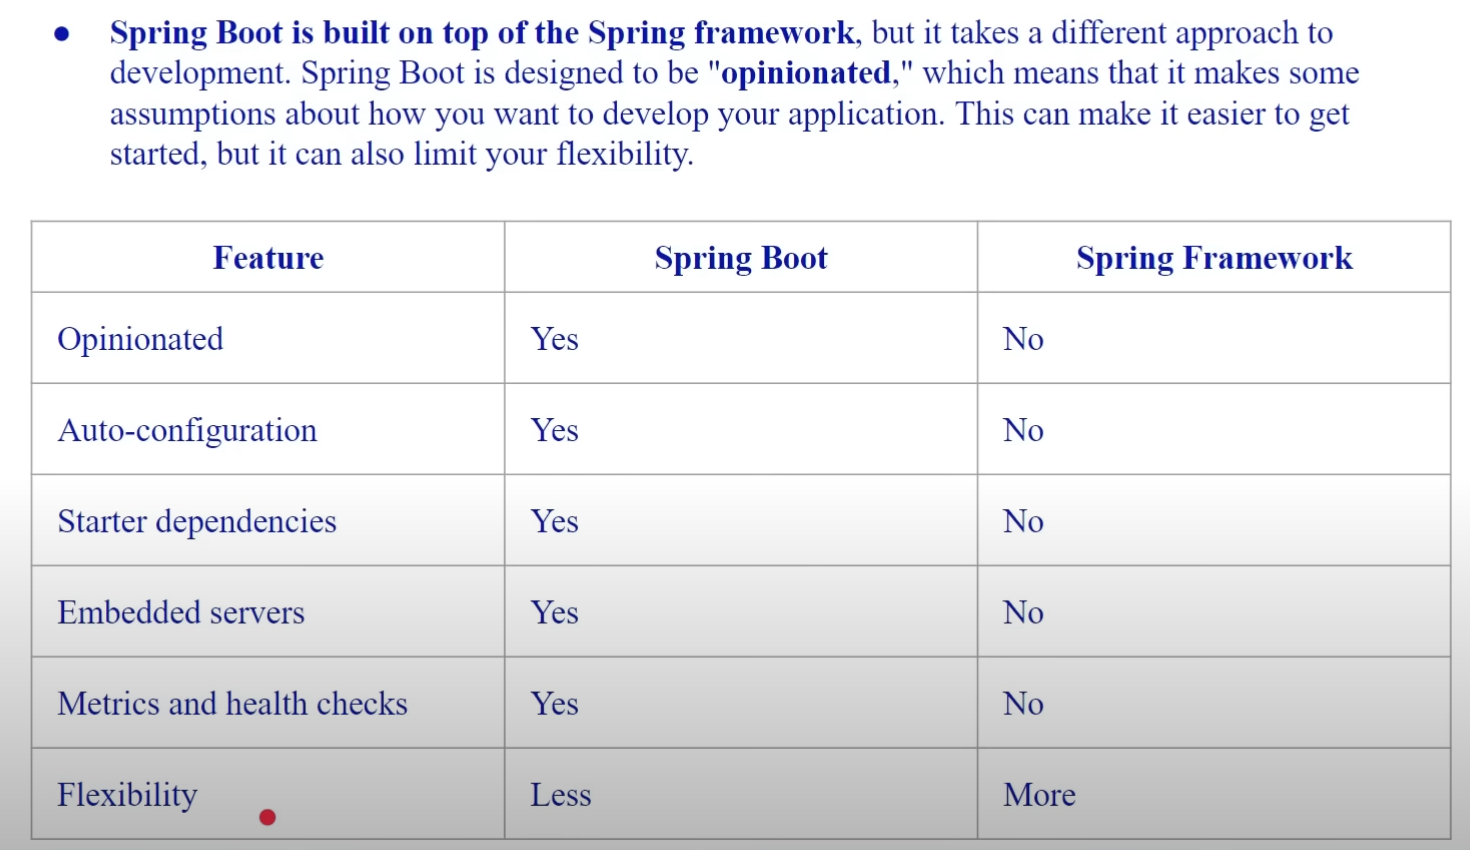 ● Spring Boot is built on top of the Spring framework, but it takes a different approach to
development. Spring Boot is designed to be "opinionated," which means that it makes some
assumptions about how you want to develop your application. This can make it easier to get
started, but it can also limit your flexibility.
Feature Spring Boot Spring Framework
Opinionated Yes No
Auto-configuration Yes No
Starter dependencies Yes No
Embedded servers Yes No
Metrics and health checks Yes No
Flexibility Less More